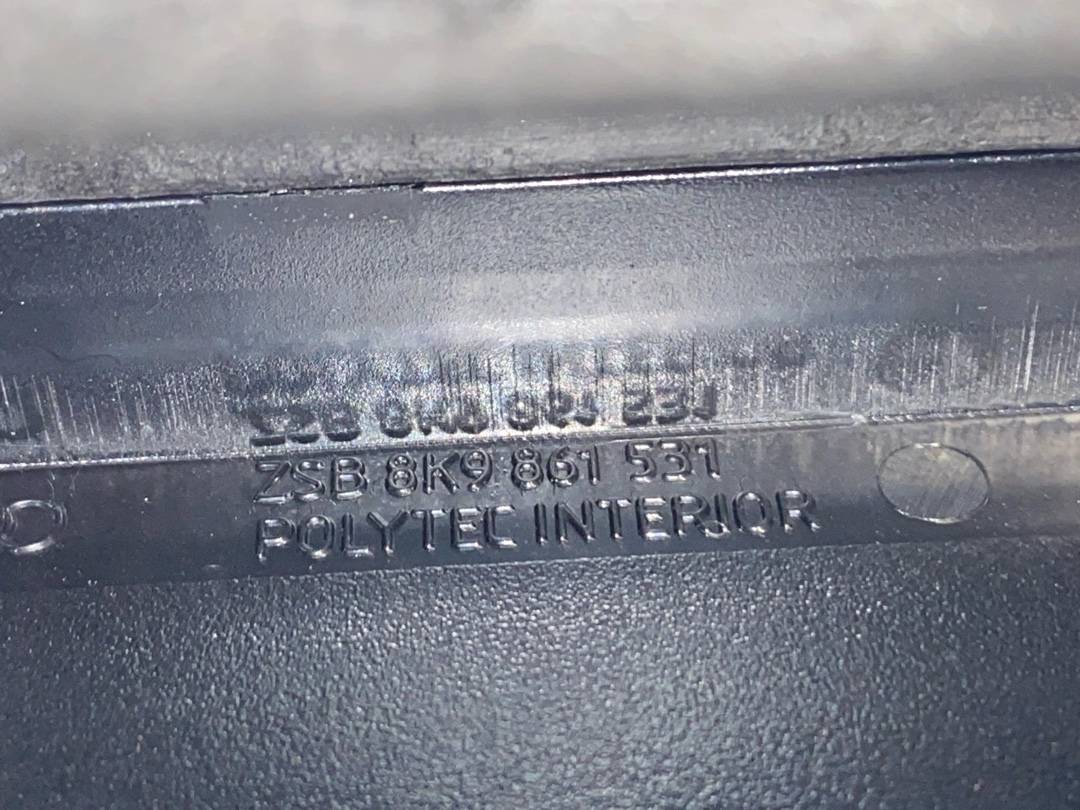 ZSB 8K9 861 531
POLYTEC INTERIOR